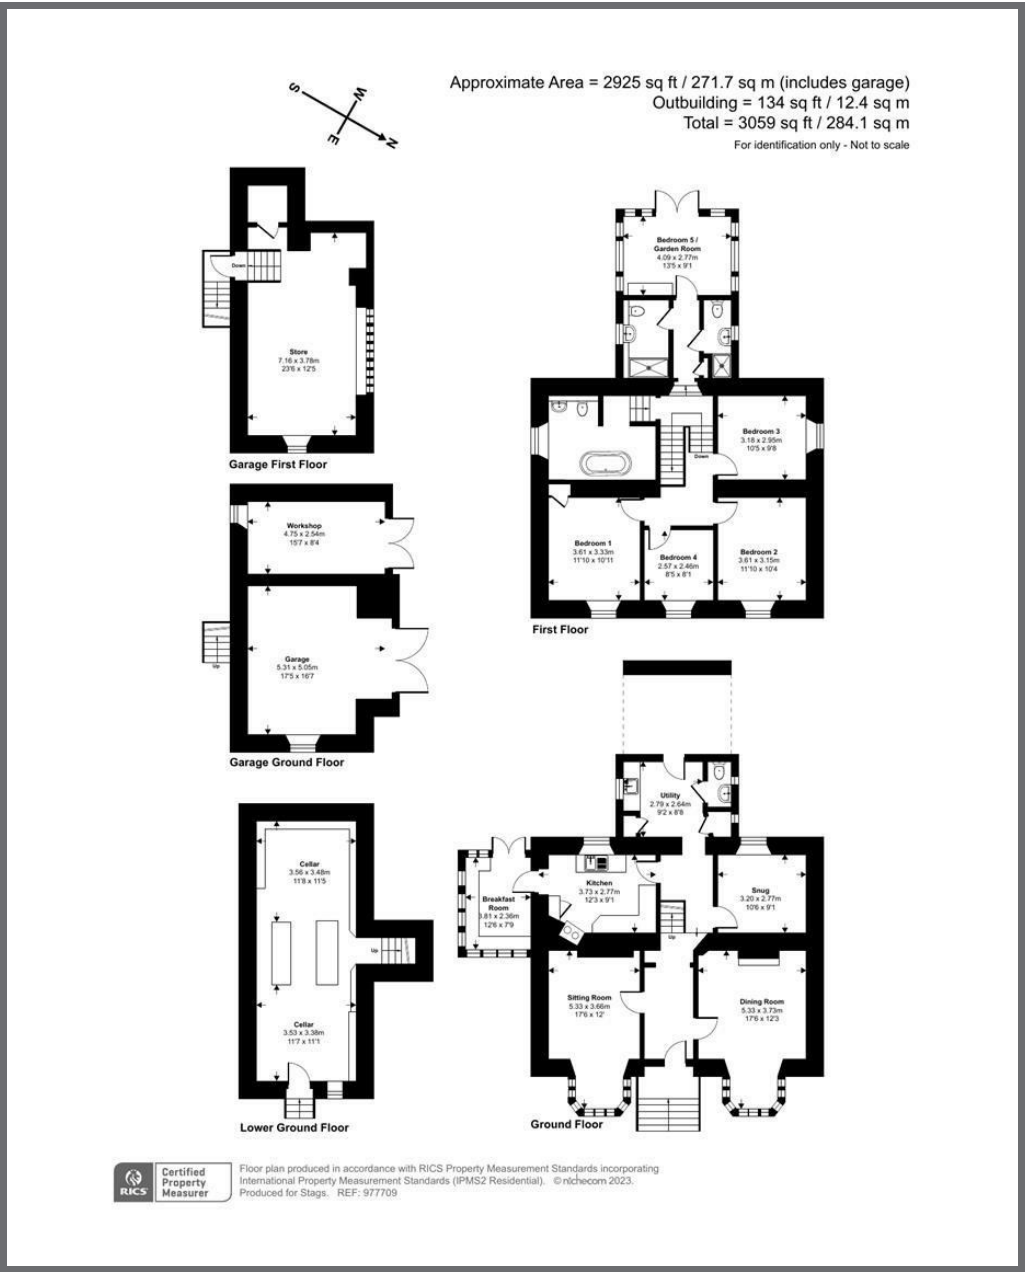 Approximate Area = 2925 sq ft / 271.7 sq m (includes garage)
Outbuilding = 134 sq ft / 12.4 sq m
Total = 3059 sq ft / 284.1 sq m
For identification only - Not to scale
S
W
E
N
Down
Store
7.16 x 3.78m
23'6 x 12'5
Garage First Floor
Bedroom 5 /
Garden Room
4.09 x 2.77m
13'5 x 9'1
Bedroom 3
3.18 x 2.95m
10'5 x 9'8
Down
Bedroom 1
3.61 x 3.33m
11'10 x 10'11
Bedroom 4
2.57 x 2.46m
8'5 x 8'1
Bedroom 2
3.61 x 3.15m
11'10 x 10'4
First Floor
Workshop
4.75 x 2.54m
15'7 x 8'4
Garage
5.31 x 5.05m
17'5 x 16'7
Up
Garage Ground Floor
Utility
2.79 x 2.64m
9'2 x 8'8
Kitchen
3.73 x 2.77m
12'3 x 9'1
Breakfast
Room
3.81 x 2.36m
12'6 x 7'9
Snug
3.20 x 2.77m
10'6 x 9'1
Up
Sitting Room
5.33 x 3.66m
17'6 x 12'
Dining Room
5.33 x 3.73m
17'6 x 12'3
Ground Floor
Cellar
3.56 x 3.48m
11'8 x 11'5
Up
Cellar
3.53 x 3.38m
11'7 x 11'1
Lower Ground Floor
RICS
Certified
Property
Measurer
Floor plan produced in accordance with RICS Property Measurement Standards incorporating
International Property Measurement Standards (IPMS2 Residential). © nichecom 2023.
Produced for Stags. REF: 977709